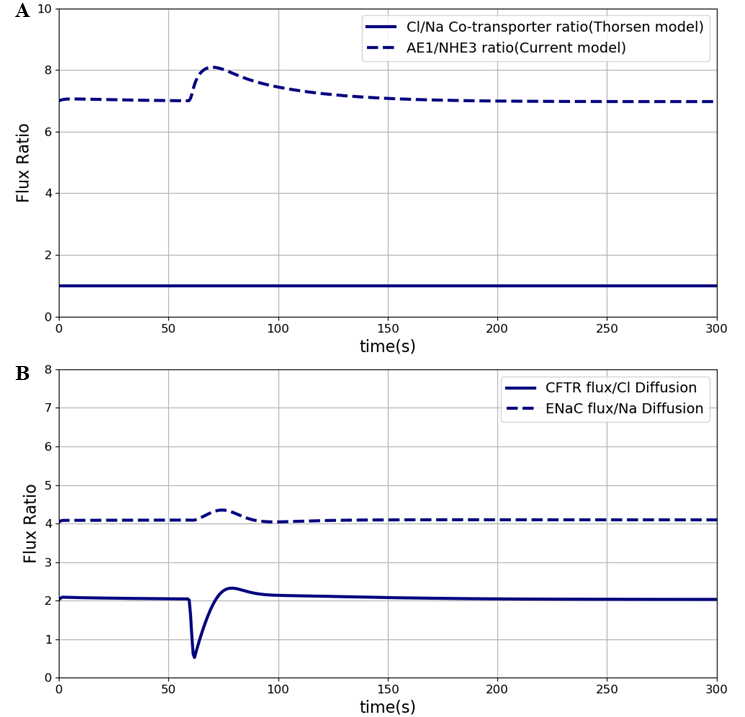 A
10
8
6
4
2
0
Flux Ratio
Cl/Na Co-transporter ratio(Thorsen model)
AE1/NHE3 ratio(Current model)
0 50 100 150 200 250 300
time(s)
B
8
7
6
5
4
3
2
1
0
Flux Ratio
CFTR flux/Cl Diffusion
ENaC flux/Na Diffusion
0 50 100 150 200 250 300
time(s)